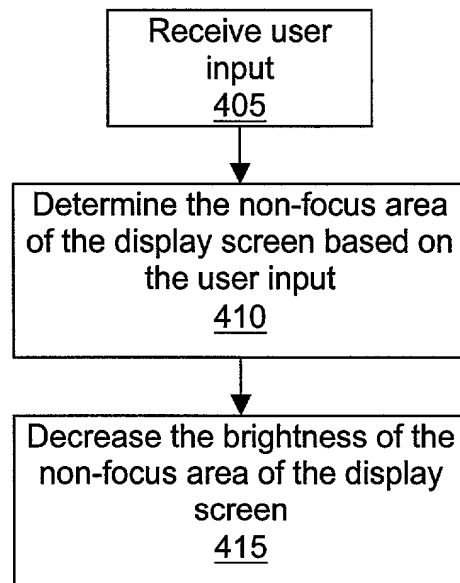 Receive user
input
405
Determine the non-focus area
of the display screen based on
the user input
410
Decrease the brightness of the
non-focus area of the display
screen
415